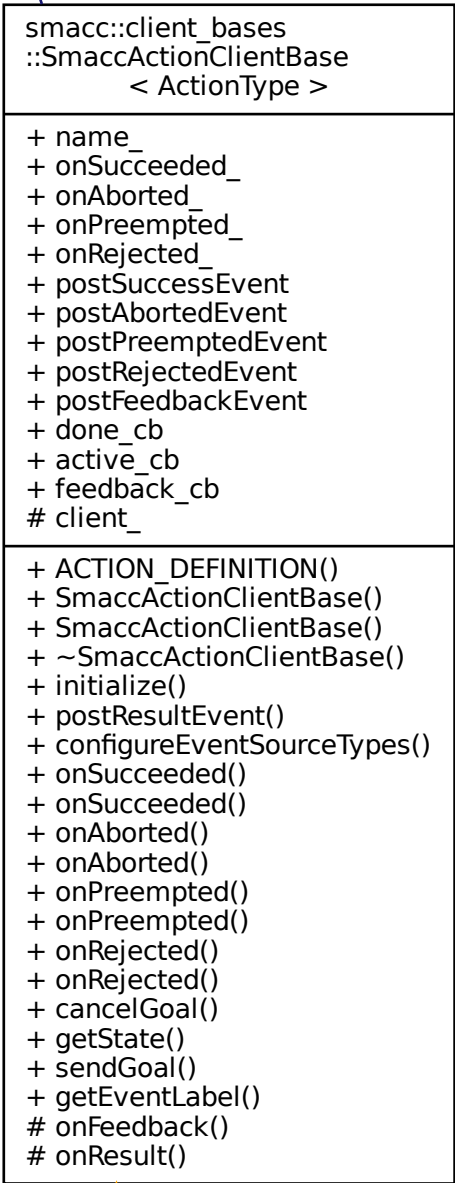 smacc::client_bases
::SmaccActionClientBase
< ActionType >
+ name_
+ onSucceeded_
+ onAborted_
+ onPreempted_
+ onRejected_
+ postSuccessEvent
+ postAbortedEvent
+ postPreemptedEvent
+ postRejectedEvent
+ postFeedbackEvent
+ done_cb
+ active_cb
+ feedback_cb
# client_
+ ACTION_DEFINITION()
+ SmaccActionClientBase()
+ SmaccActionClientBase()
+ ~SmaccActionClientBase()
+ initialize()
+ postResultEvent()
+ configureEventSourceTypes()
+ onSucceeded()
+ onSucceeded()
+ onAborted()
+ onAborted()
+ onPreempted()
+ onPreempted()
+ onRejected()
+ onRejected()
+ cancelGoal()
+ getState()
+ sendGoal()
+ getEventLabel()
# onFeedback()
# onResult()